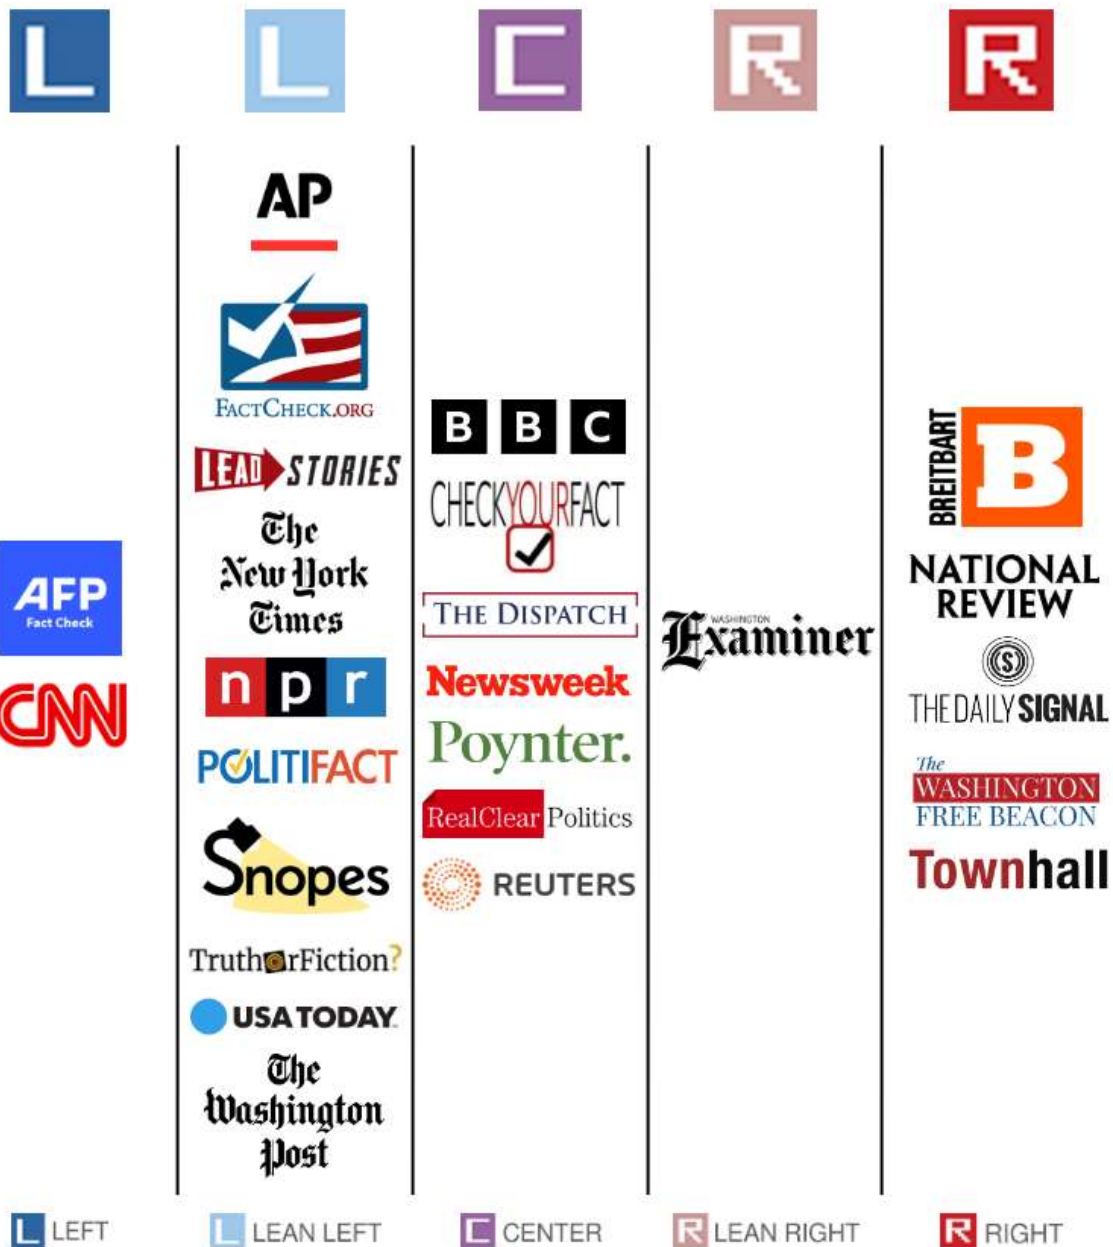 L L C R R
AFP
Fact Check
CNN
AP
FACTCHECK.ORG
LEAD STORIES
The
New York
Times
npr
POLITIFACT
Snopes
TruthorFiction?
USA TODAY
The
Washington
Post
BBC
CHECKYOURFACT
THE DISPATCH
Newsweek
Poynter.
RealClear Politics
REUTERS
WASHINGTON
Examiner
BREITBART
B
NATIONAL
REVIEW
S
THE DAILY SIGNAL
The
WASHINGTON
FREE BEACON
Townhall
L LEFT
L LEAN LEFT
C CENTER
R LEAN RIGHT
R RIGHT